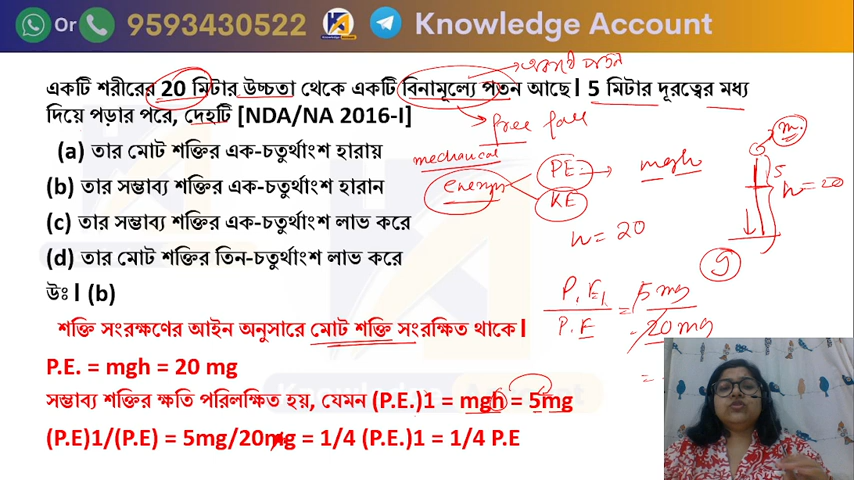 Or 9593430522 Knowledge Account
একটি শরীরের 20 মিটার উচ্চতা থেকে একটি বিনামূল্যে পতন আছে। 5 মিটার দূরত্বের মধ্য
দিয়ে পড়ার পরে, দেহটি [NDA/NA 2016-I]
free fall
(a) তার মোট শক্তির এক-চতুর্থাংশ হারায়
mechanical
(b) তার সম্ভাব্য শক্তির এক-চতুর্থাংশ হারান
energy
PE
KE
mgh
m.
5
h = 20
(c) তার সম্ভাব্য শক্তির এক-চতুর্থাংশ লাভ করে
h = 20
(d) তার মোট শক্তির তিন-চতুর্থাংশ লাভ করে
g
উঃ। (b)
P.E1 / P.E = 5mg / 20mg
=
শক্তি সংরক্ষণের আইন অনুসারে মোট শক্তি সংরক্ষিত থাকে।
P.E. = mgh = 20 mg
সম্ভাব্য শক্তির ক্ষতি পরিলক্ষিত হয়, যেমন (P.E.)1 = mgh = 5mg
(P.E)1/(P.E) = 5mg/20mg = 1/4 (P.E.)1 = 1/4 P.E